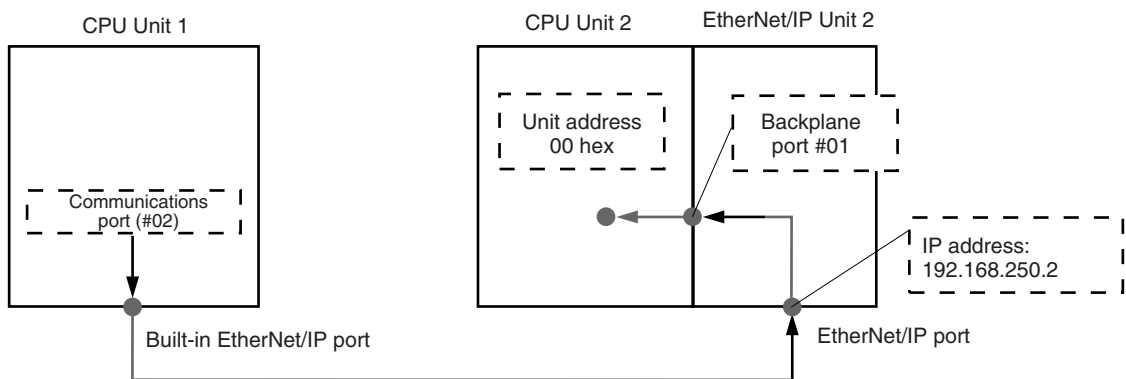 CPU Unit 1
CPU Unit 2
EtherNet/IP Unit 2
Unit address
00 hex
Backplane
port #01
Communications
port (#02)
IP address:
192.168.250.2
Built-in EtherNet/IP port
EtherNet/IP port